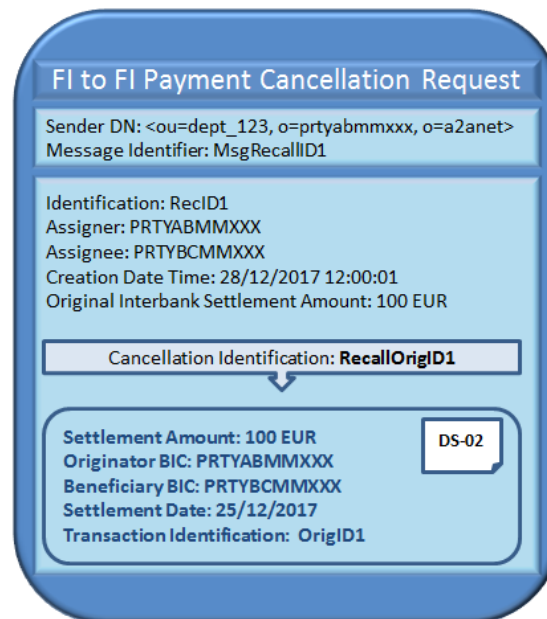 FI to FI Payment Cancellation Request
Sender DN: <ou=dept_123, o=prtyabmmxxx, o=a2anet>
Message Identifier: MsgRecallID1
Identification: RecID1
Assigner: PRTYABMMXXX
Assignee: PRTYBCMMXXX
Creation Date Time: 28/12/2017 12:00:01
Original Interbank Settlement Amount: 100 EUR
Cancellation Identification: RecallOrigID1
Settlement Amount: 100 EUR
Originator BIC: PRTYABMMXXX
Beneficiary BIC: PRTYBCMMXXX
Settlement Date: 25/12/2017
Transaction Identification: OrigID1
DS-02